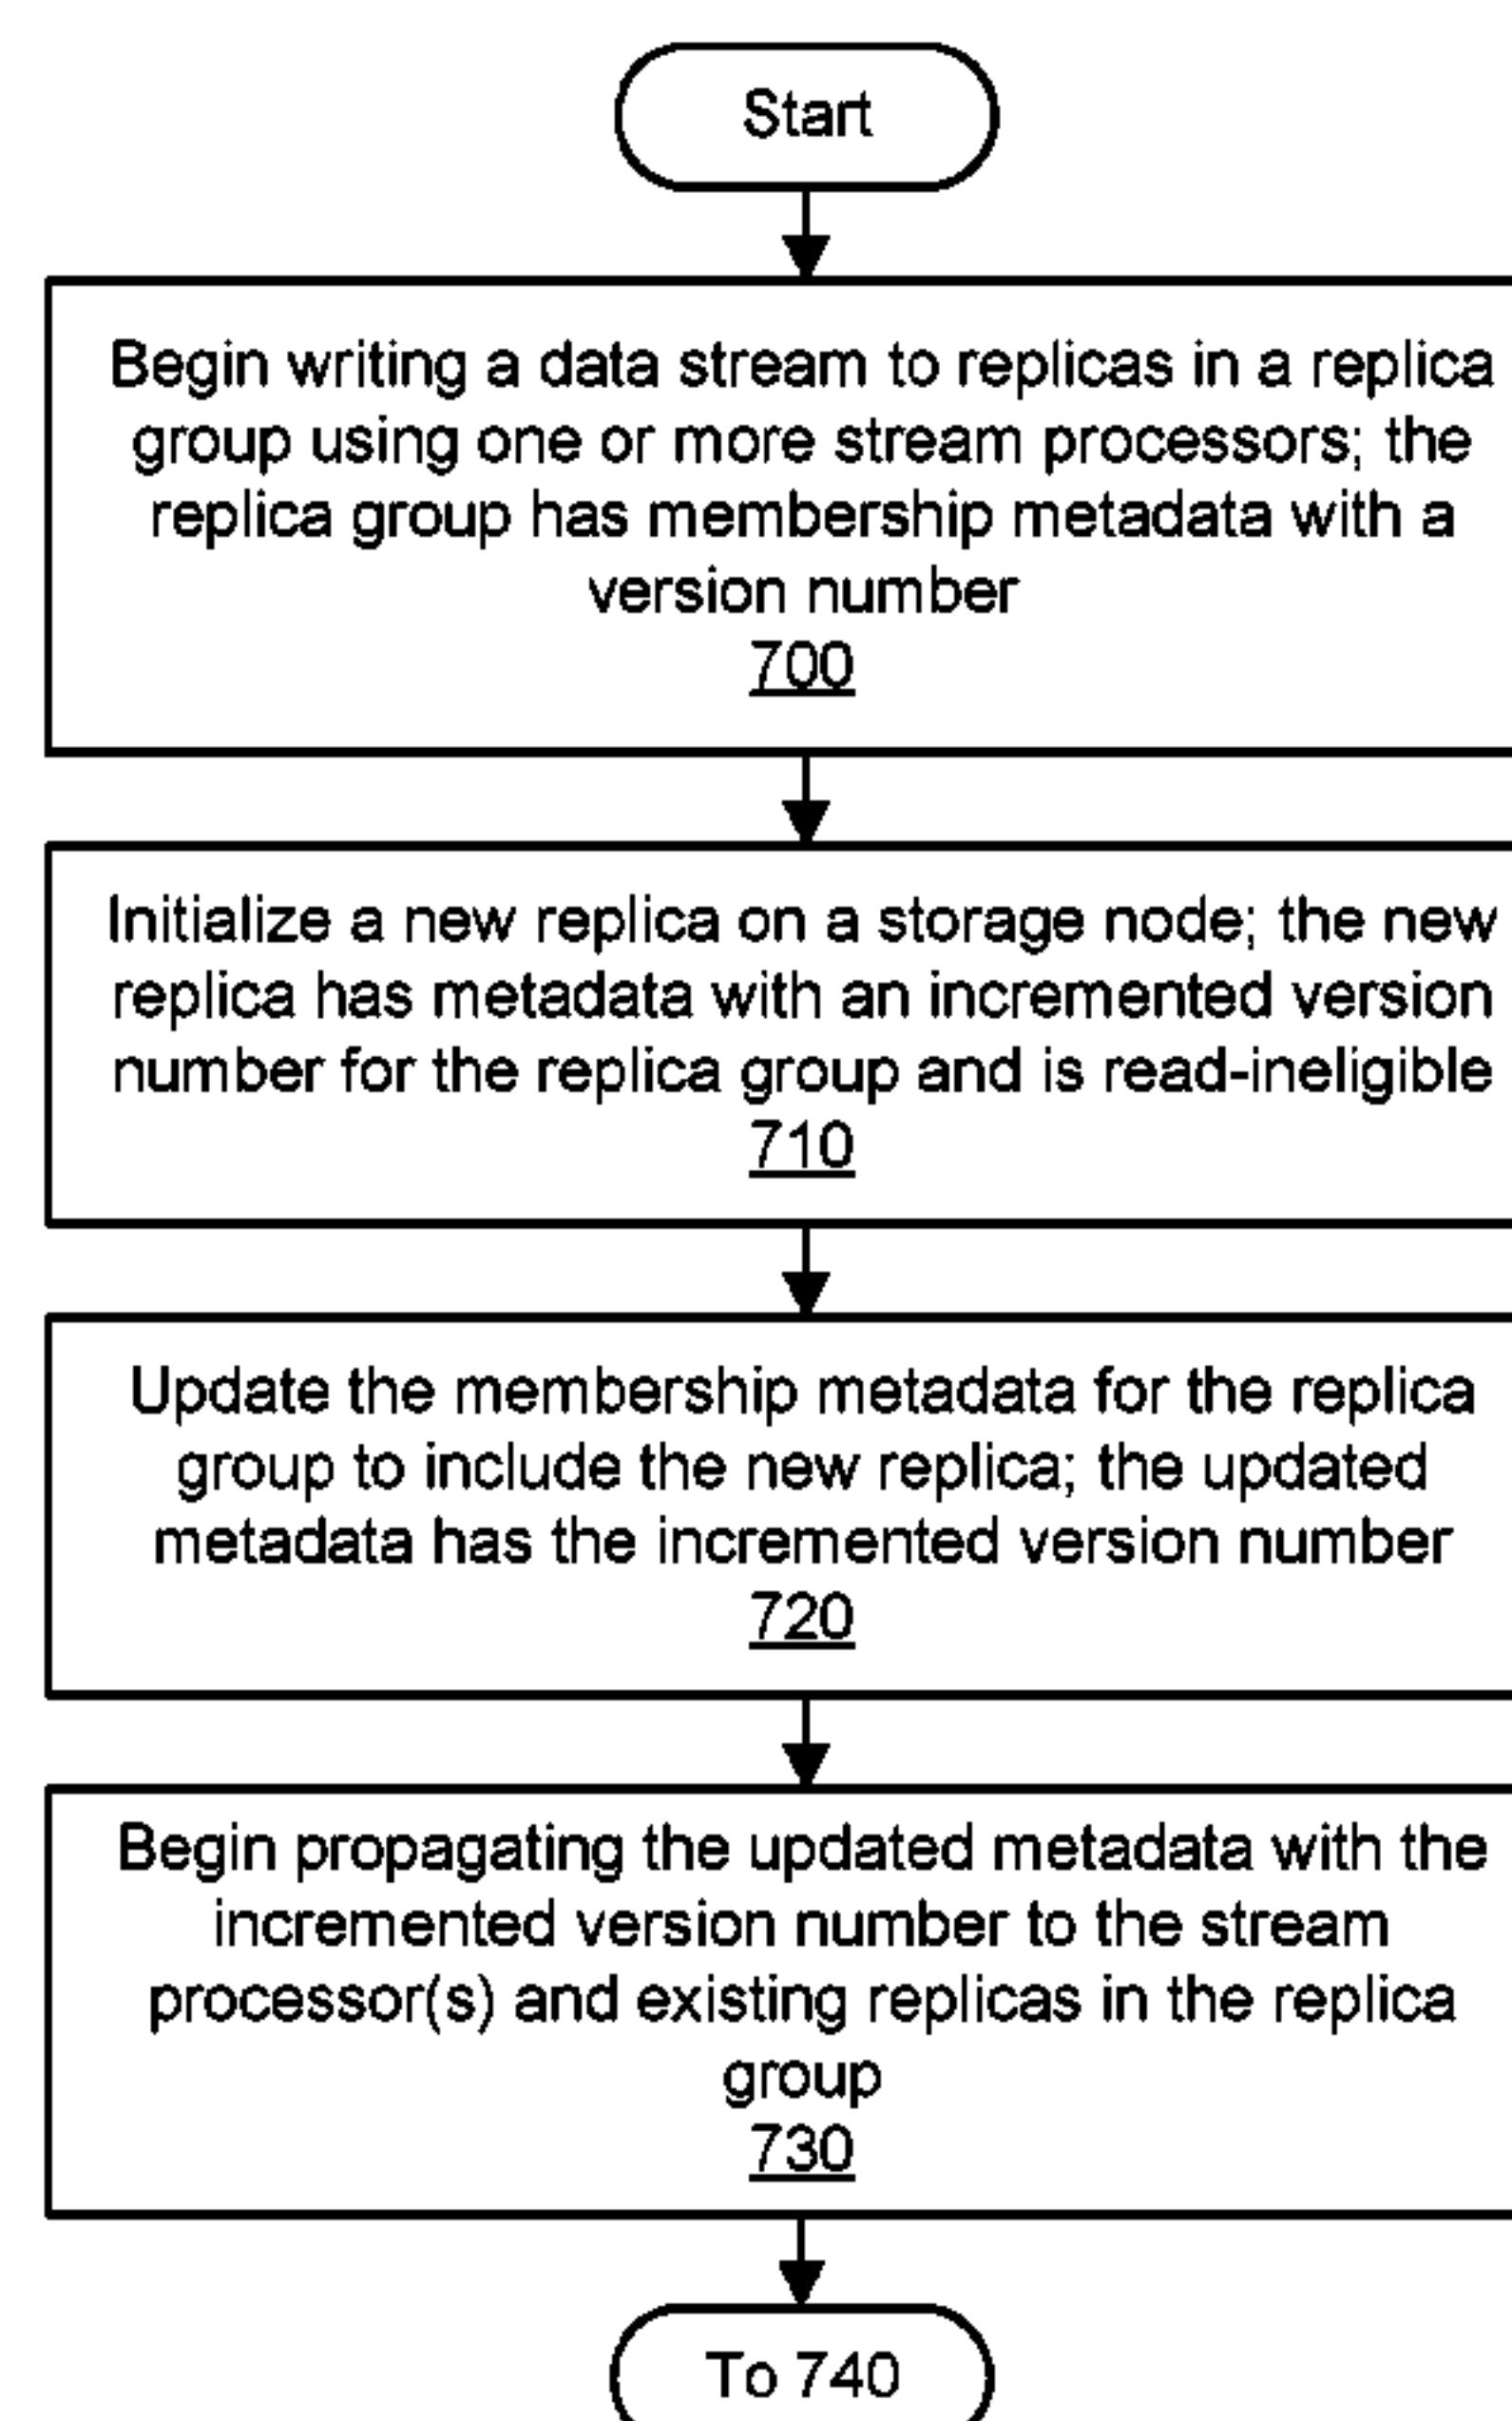 Start
Begin writing a data stream to replicas in a replica
group using one or more stream processors; the
replica group has membership metadata with a
version number
700
Initialize a new replica on a storage node; the new
replica has metadata with an incremented version
number for the replica group and is read-ineligible
710
Update the membership metadata for the replica
group to include the new replica; the updated
metadata has the incremented version number
720
Begin propagating the updated metadata with the
incremented version number to the stream
processor(s) and existing replicas in the replica
group
730
To 740